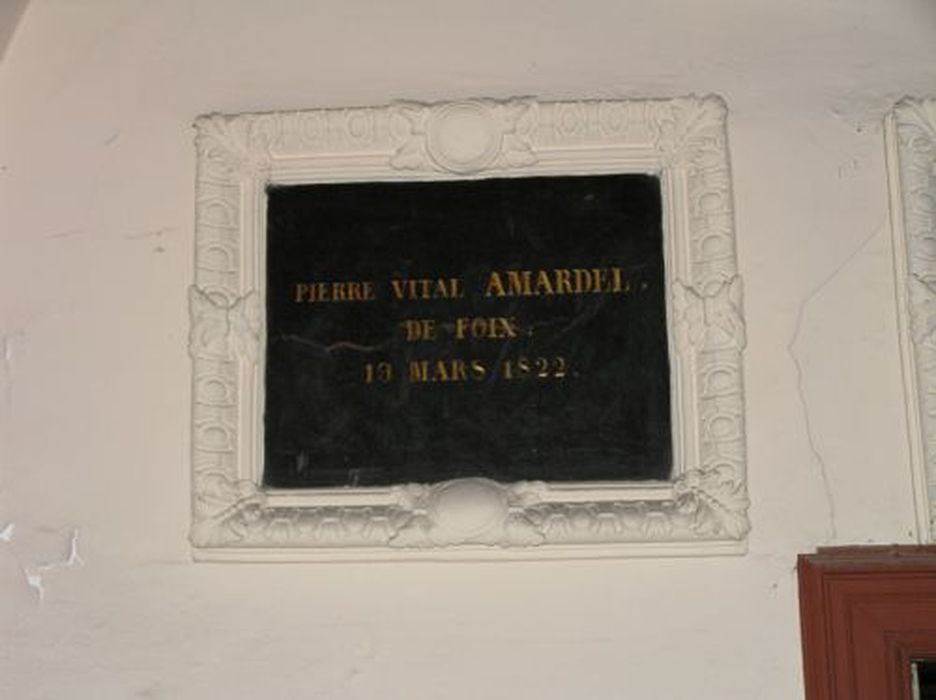 PIERRE VITAL AMARDEL.
DE FOIX.
19 MARS 1822.